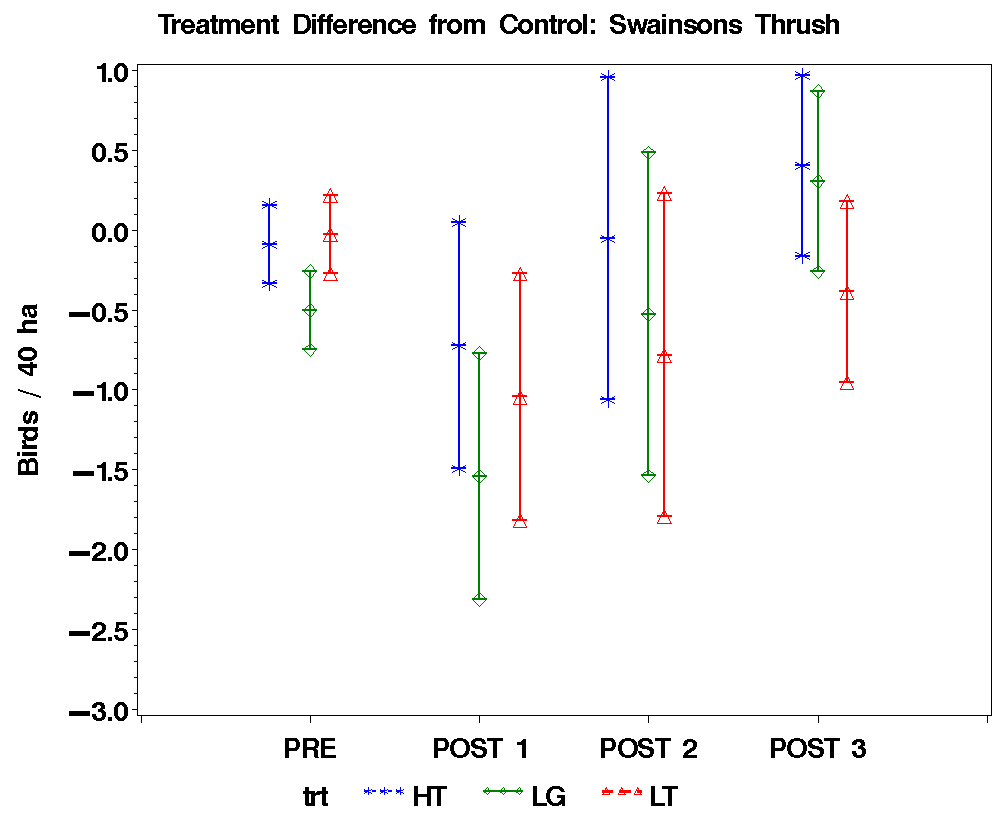 Treatment Difference from Control: Swainsons Thrush
Birds / 40 ha
1.0
0.5
0.0
−0.5
−1.0
−1.5
−2.0
−2.5
−3.0
PRE POST 1 POST 2 POST 3
trt HT LG LT